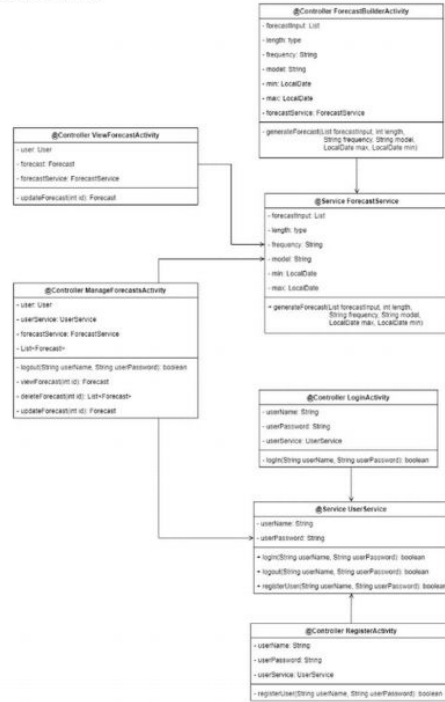 @Controller ForecastBuilderActivity
- forecastInput: List
- length: type
- frequency: String
- model: String
- min: LocalDate
- max: LocalDate
- forecastService: ForecastService
- generateForecast(List forecastInput, int length,
String frequency, String model,
LocalDate max, LocalDate min)
@Controller ViewForecastActivity
- user: User
- forecast: Forecast
- forecastService: ForecastService
- updateForecast(int id): Forecast
@Service ForecastService
- forecastInput: List
- length: type
- frequency: String
- model: String
- min: LocalDate
- max: LocalDate
+ generateForecast(List forecastInput, int length,
String frequency, String model,
LocalDate max, LocalDate min)
@Controller ManageForecastsActivity
- user: User
- userService: UserService
- forecastService: ForecastService
- List<Forecast>
- logout(String userName, String userPassword) boolean
- viewForecast(int id): Forecast
- deleteForecast(int id): List<Forecast>
- updateForecast(int id): Forecast
@Controller LoginActivity
- userName: String
- userPassword: String
- userService: UserService
- login(String userName, String userPassword): boolean
@Service UserService
- userName: String
- userPassword: String
+ login(String userName, String userPassword): boolean
+ logout(String userName, String userPassword): boolean
+ registerUser(String userName, String userPassword): boolean
@Controller RegisterActivity
- userName: String
- userPassword: String
- userService: UserService
- registerUser(String userName, String userPassword): boolean